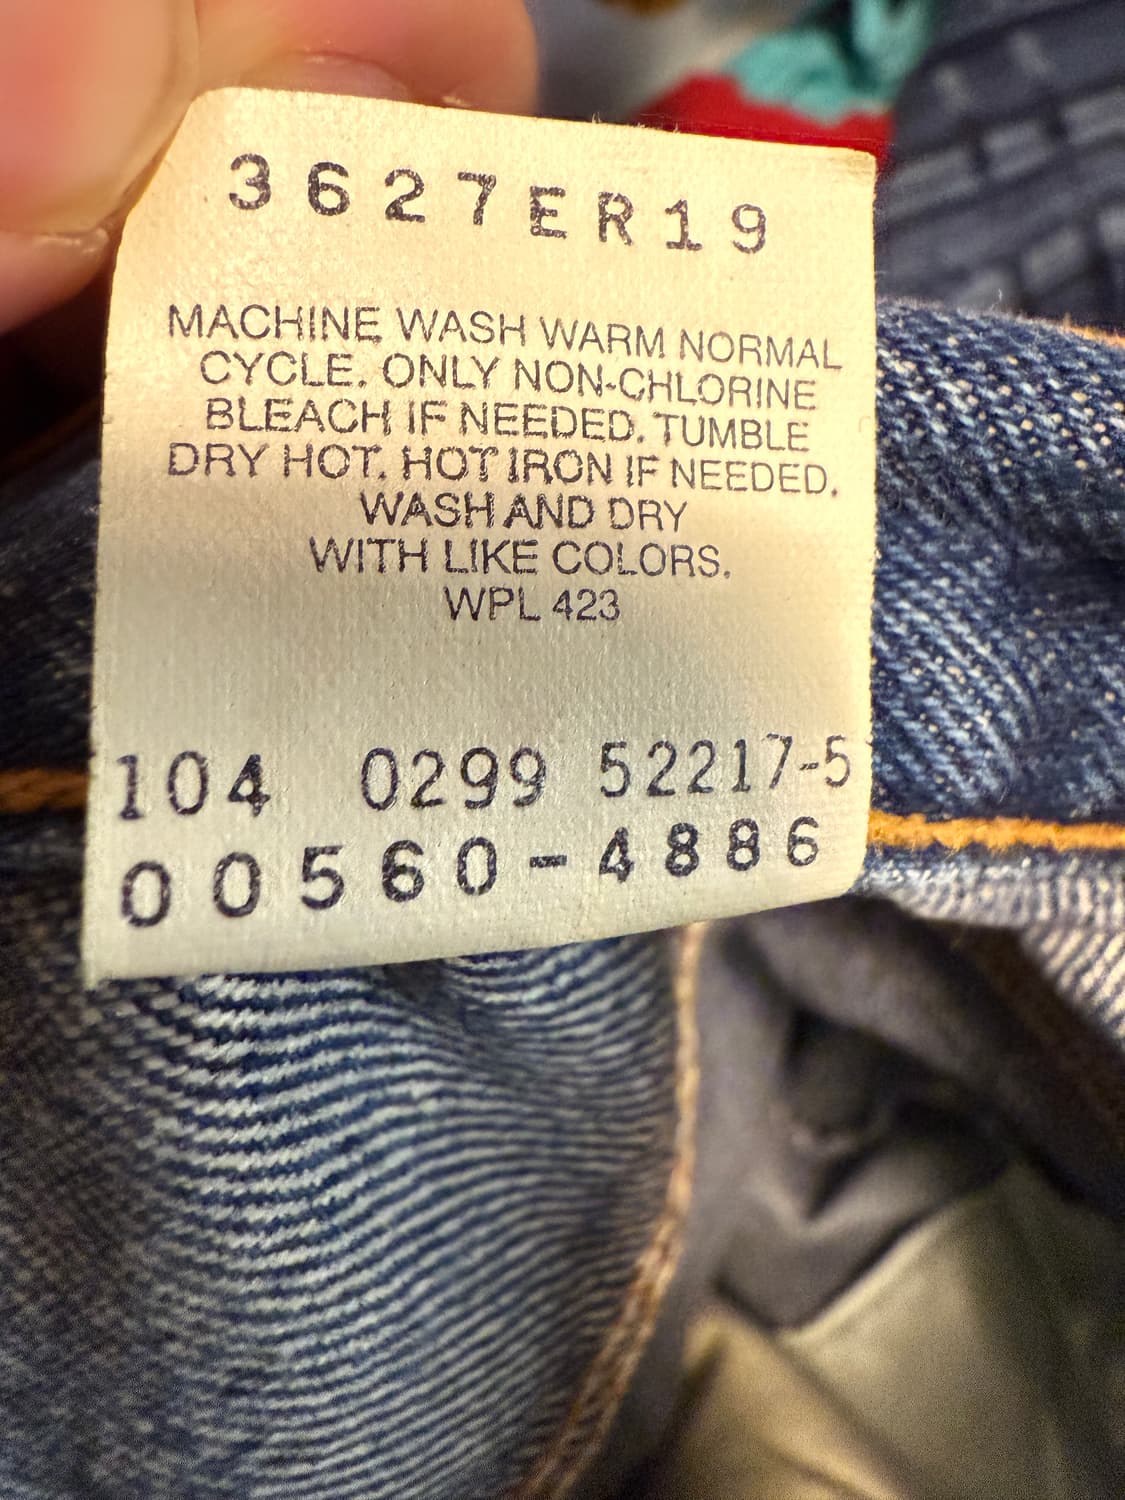 3627ER19
MACHINE WASH WARM NORMAL
CYCLE. ONLY NON-CHLORINE
BLEACH IF NEEDED. TUMBLE
DRY HOT. HOT IRON IF NEEDED.
WASH AND DRY
WITH LIKE COLORS.
WPL 423
104 0299 52217-5
00560-4886